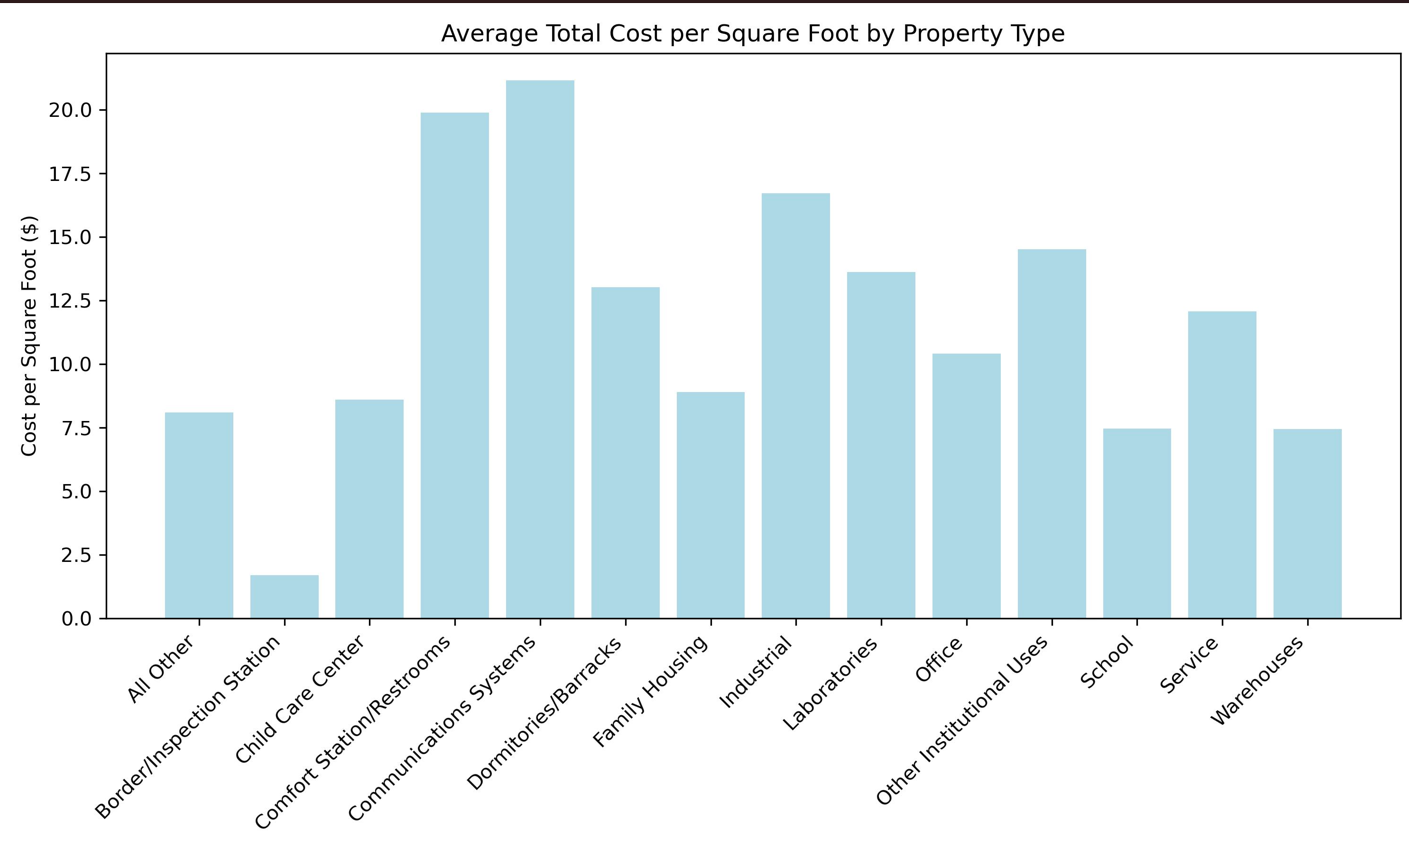 Average Total Cost per Square Foot by Property Type
Cost per Square Foot ($)
20.0
17.5
15.0
12.5
10.0
7.5
5.0
2.5
0.0
All Other
Border/Inspection Station
Child Care Center
Comfort Station/Restrooms
Communications Systems
Dormitories/Barracks
Family Housing
Industrial
Laboratories
Office
Other Institutional Uses
School
Service
Warehouses